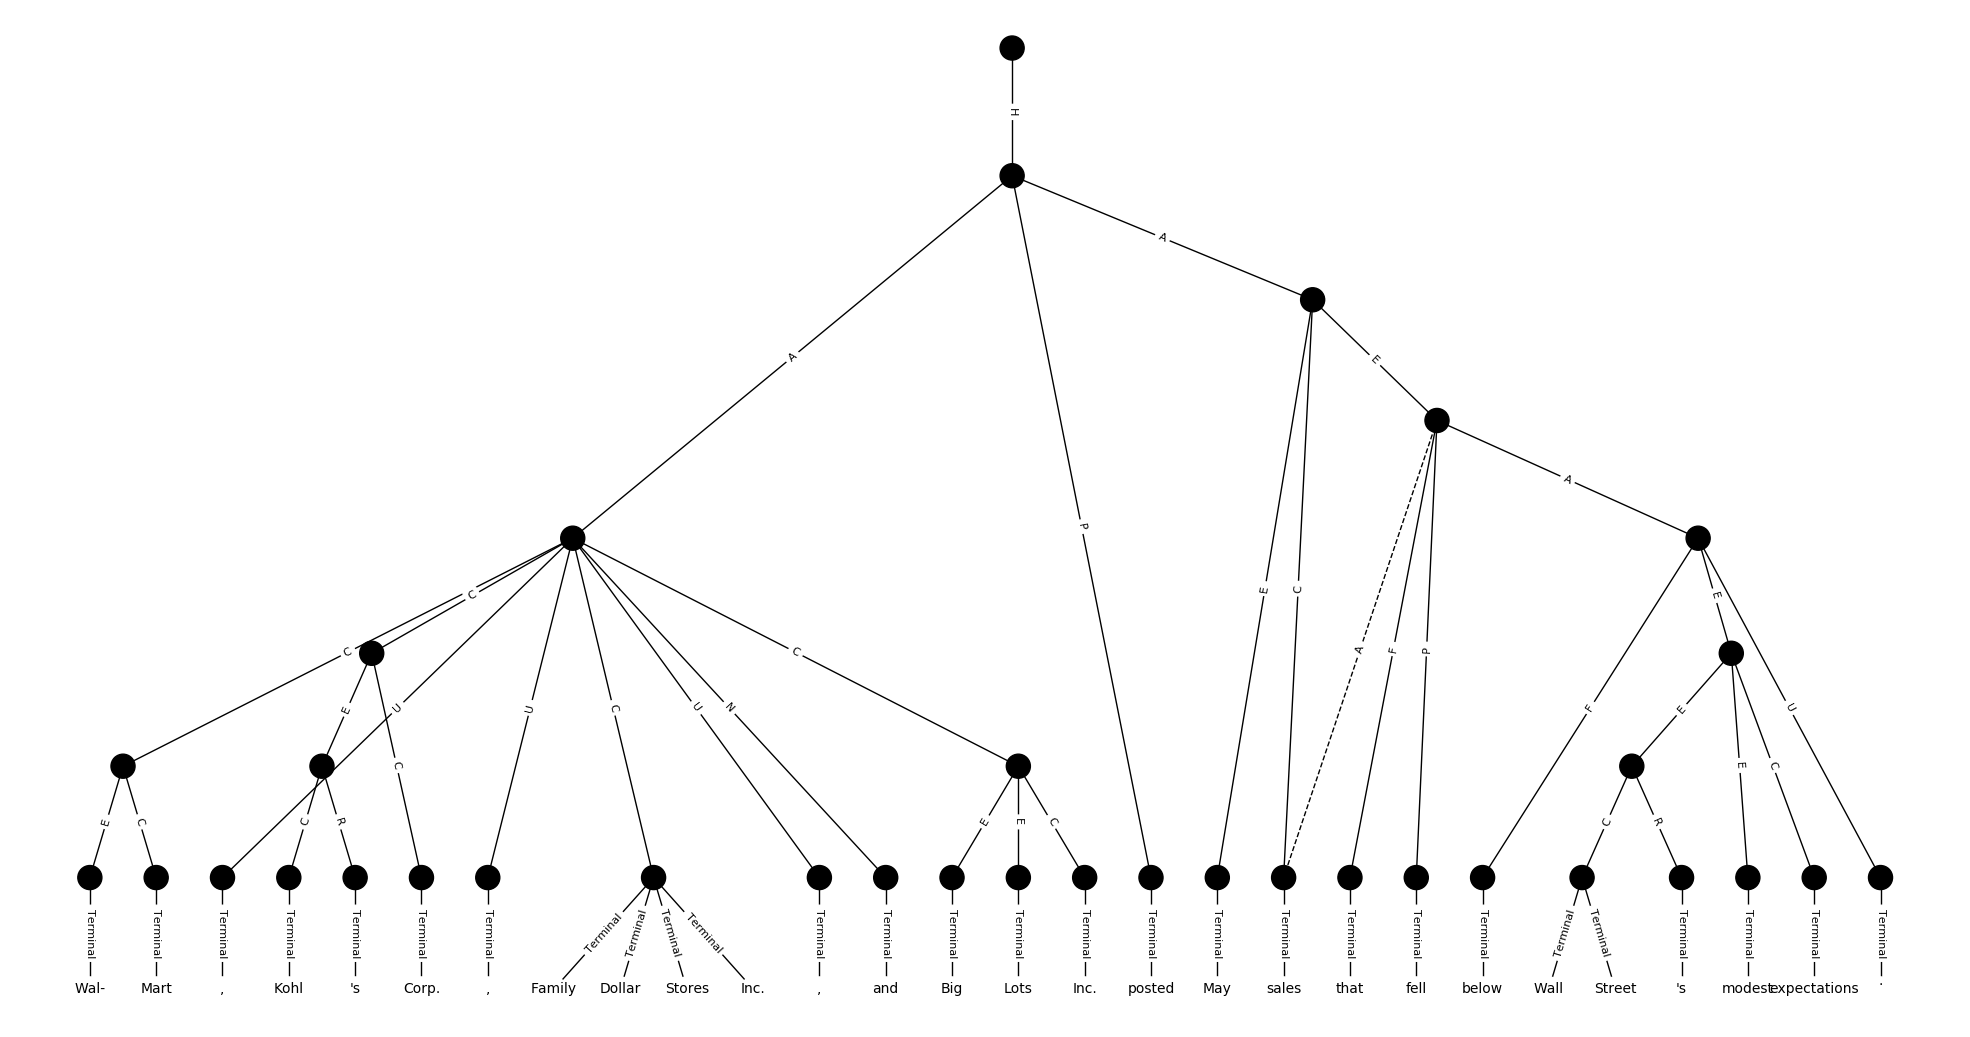 H
A
A
E
A
C
C
E
U
U
C
U
N
C
P
E
C
A
F
P
F
E
U
E
C
E
C
C
R
E
E
C
E
E
C
C
R
Terminal Terminal Terminal Terminal Terminal Terminal Terminal Terminal Terminal Terminal Terminal Terminal Terminal Terminal Terminal Terminal Terminal Terminal Terminal Terminal Terminal Terminal Terminal Terminal Terminal Terminal Terminal Terminal
Wal- Mart , Kohl 's Corp. , Family Dollar Stores Inc. , and Big Lots Inc. posted May sales that fell below Wall Street 's modest expectations .